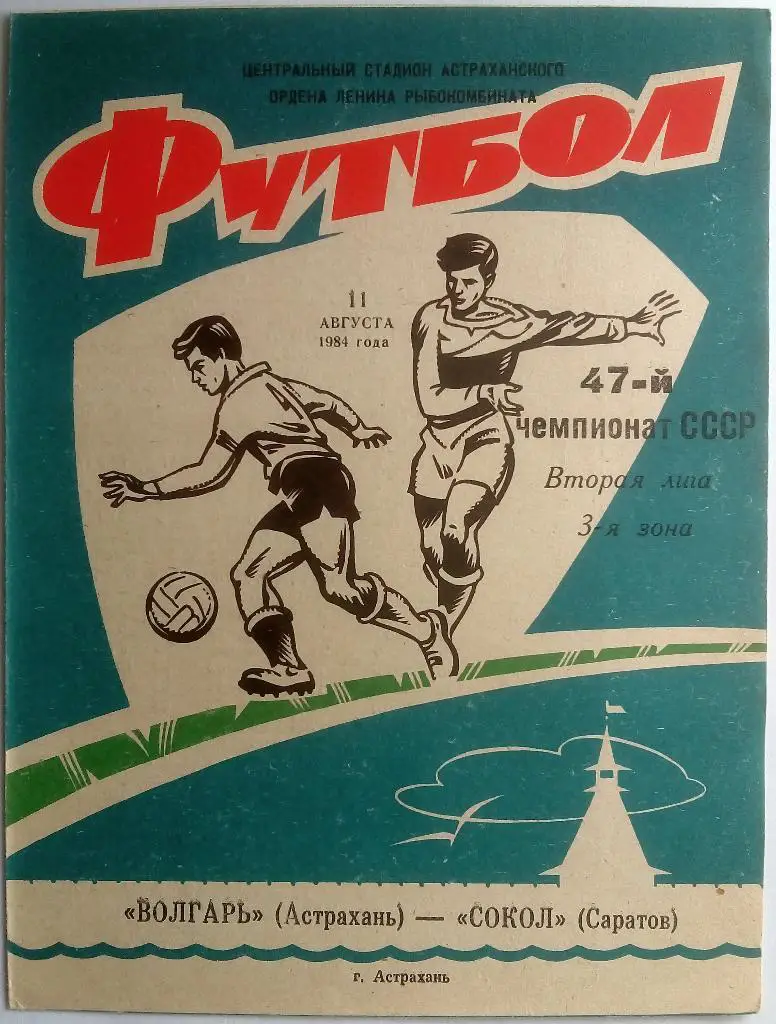 ЦЕНТРАЛЬНЫЙ СТАДИОН АСТРАХАНСКОГО
ОРДЕНА ЛЕНИНА РЫБОКОМБИНАТА
ФУТБОЛ
11
АВГУСТА
1984 года
47-й
чемпионат СССР
Вторая лига
3-я зона
«ВОЛГАРЬ» (Астрахань) — «СОКОЛ» (Саратов)
г. Астрахань